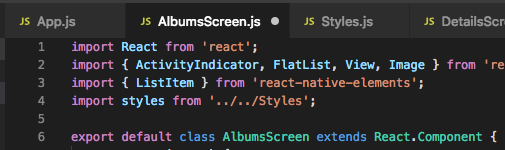 JS App.js JS AlbumsScreen.js JS Styles.js JS DetailsScre
1 import React from 'react';
2 import { ActivityIndicator, FlatList, View, Image } from 're
3 import { ListItem } from 'react-native-elements';
4 import styles from '../../Styles';
5
6 export default class AlbumsScreen extends React.Component {